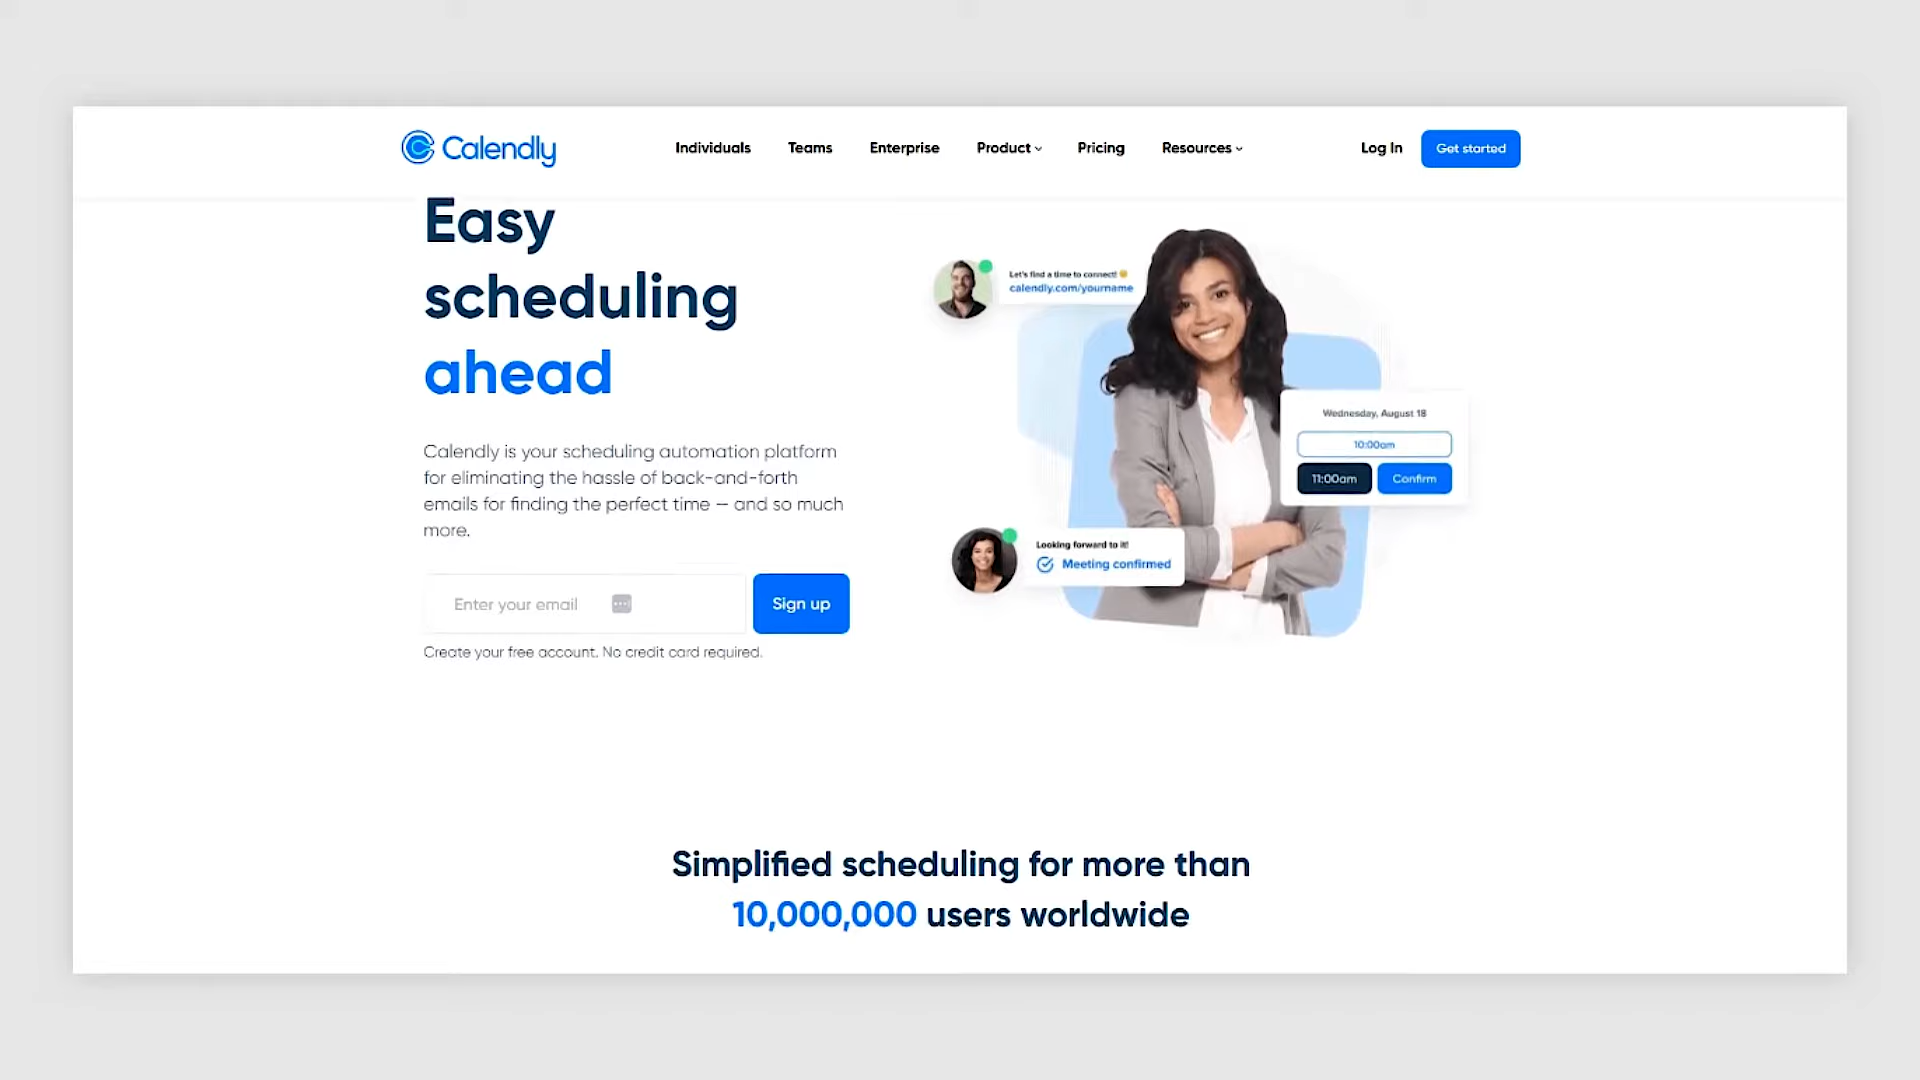 Calendly
Individuals
Teams
Enterprise
Product
Pricing
Resources
Log In
Get started
Easy
scheduling
ahead
Calendly is your scheduling automation platform
for eliminating the hassle of back-and-forth
emails for finding the perfect time — and so much
more.
Enter your email
Sign up
Create your free account. No credit card required.
Let's find a time to connect! 😊
calendly.com/yourname
Wednesday, August 18
10:00am
11:00am
Confirm
Looking forward to it!
Meeting confirmed
Simplified scheduling for more than
10,000,000 users worldwide